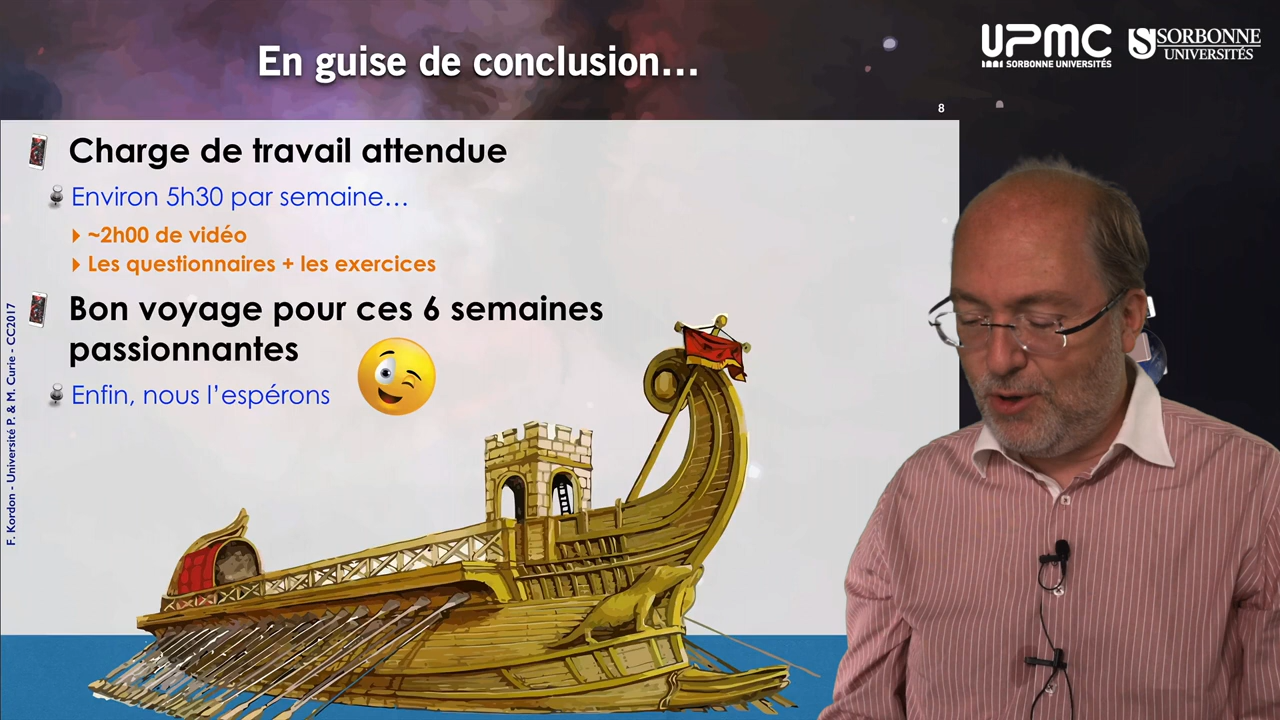 En guise de conclusion...
UPMC
SORBONNE UNIVERSITÉS
SORBONNE
UNIVERSITÉS
8
Charge de travail attendue
Environ 5h30 par semaine...
~2h00 de vidéo
Les questionnaires + les exercices
Bon voyage pour ces 6 semaines
passionnantes
Enfin, nous l'espérons
F. Kordon - Université P. & M. Curie - CC2017